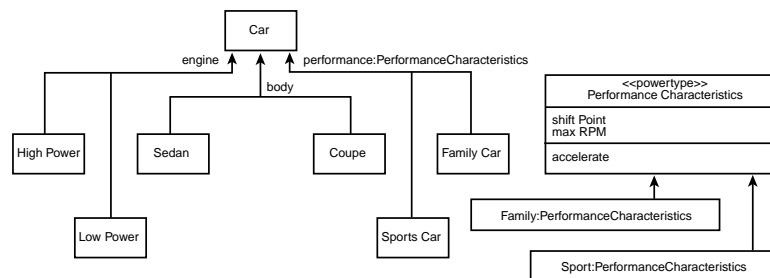 Car
engine
performance:PerformanceCharacteristics
body
<<powertype>>
Performance Characteristics
shift Point
max RPM
accelerate
High Power
Sedan
Coupe
Family Car
Low Power
Sports Car
Family:PerformanceCharacteristics
Sport:PerformanceCharacteristics